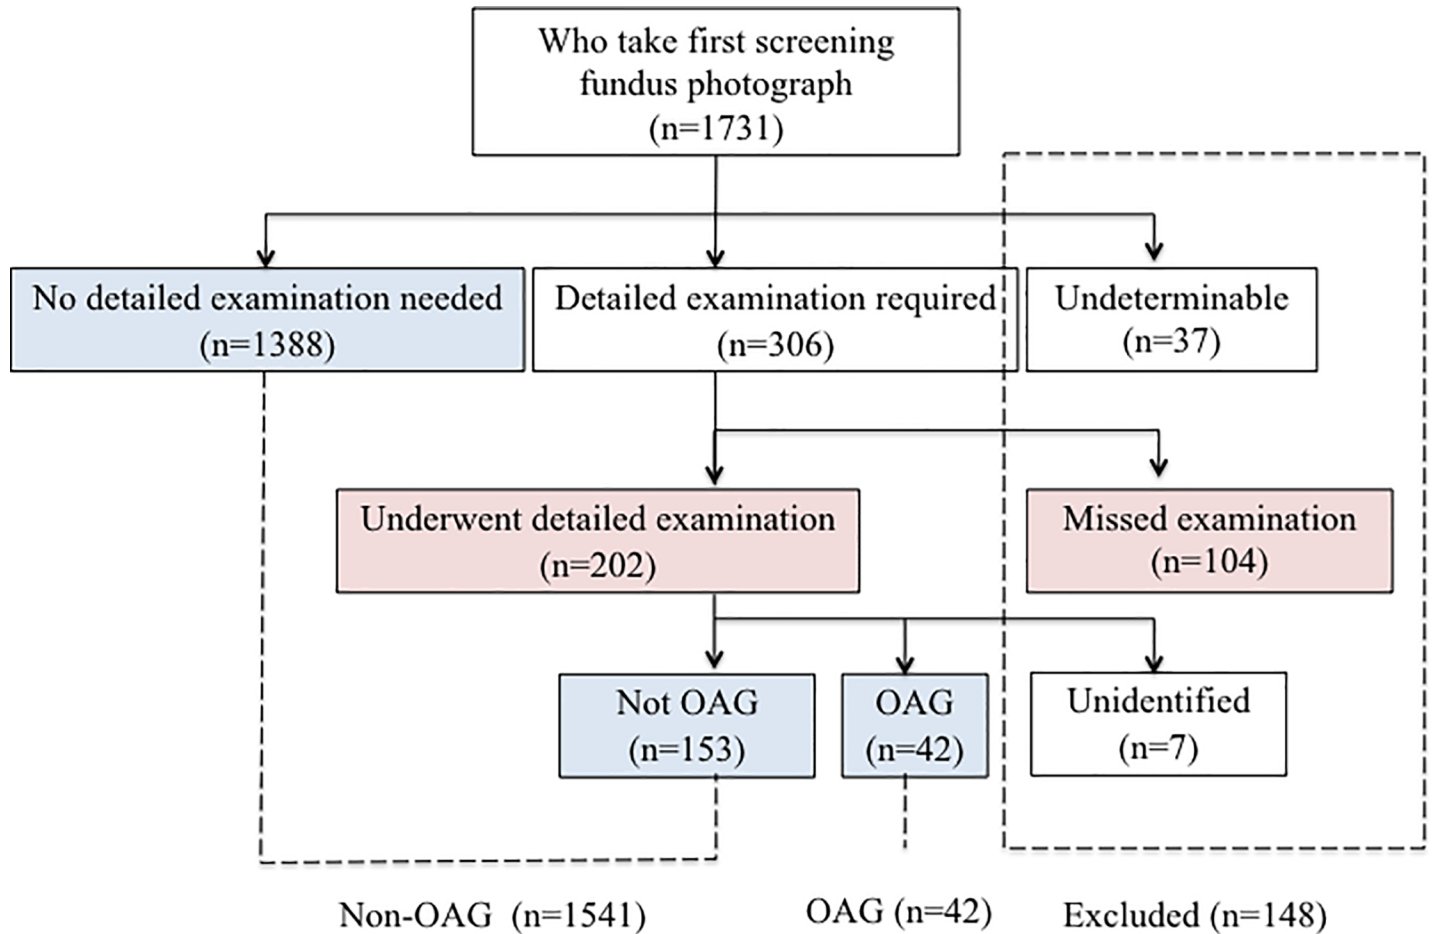 Who take first screening
fundus photograph
(n=1731)
No detailed examination needed
(n=1388)
Detailed examination required
(n=306)
Undeterminable
(n=37)
Underwent detailed examination
(n=202)
Missed examination
(n=104)
Not OAG
(n=153)
OAG
(n=42)
Unidentified
(n=7)
Non-OAG (n=1541)
OAG (n=42)
Excluded (n=148)